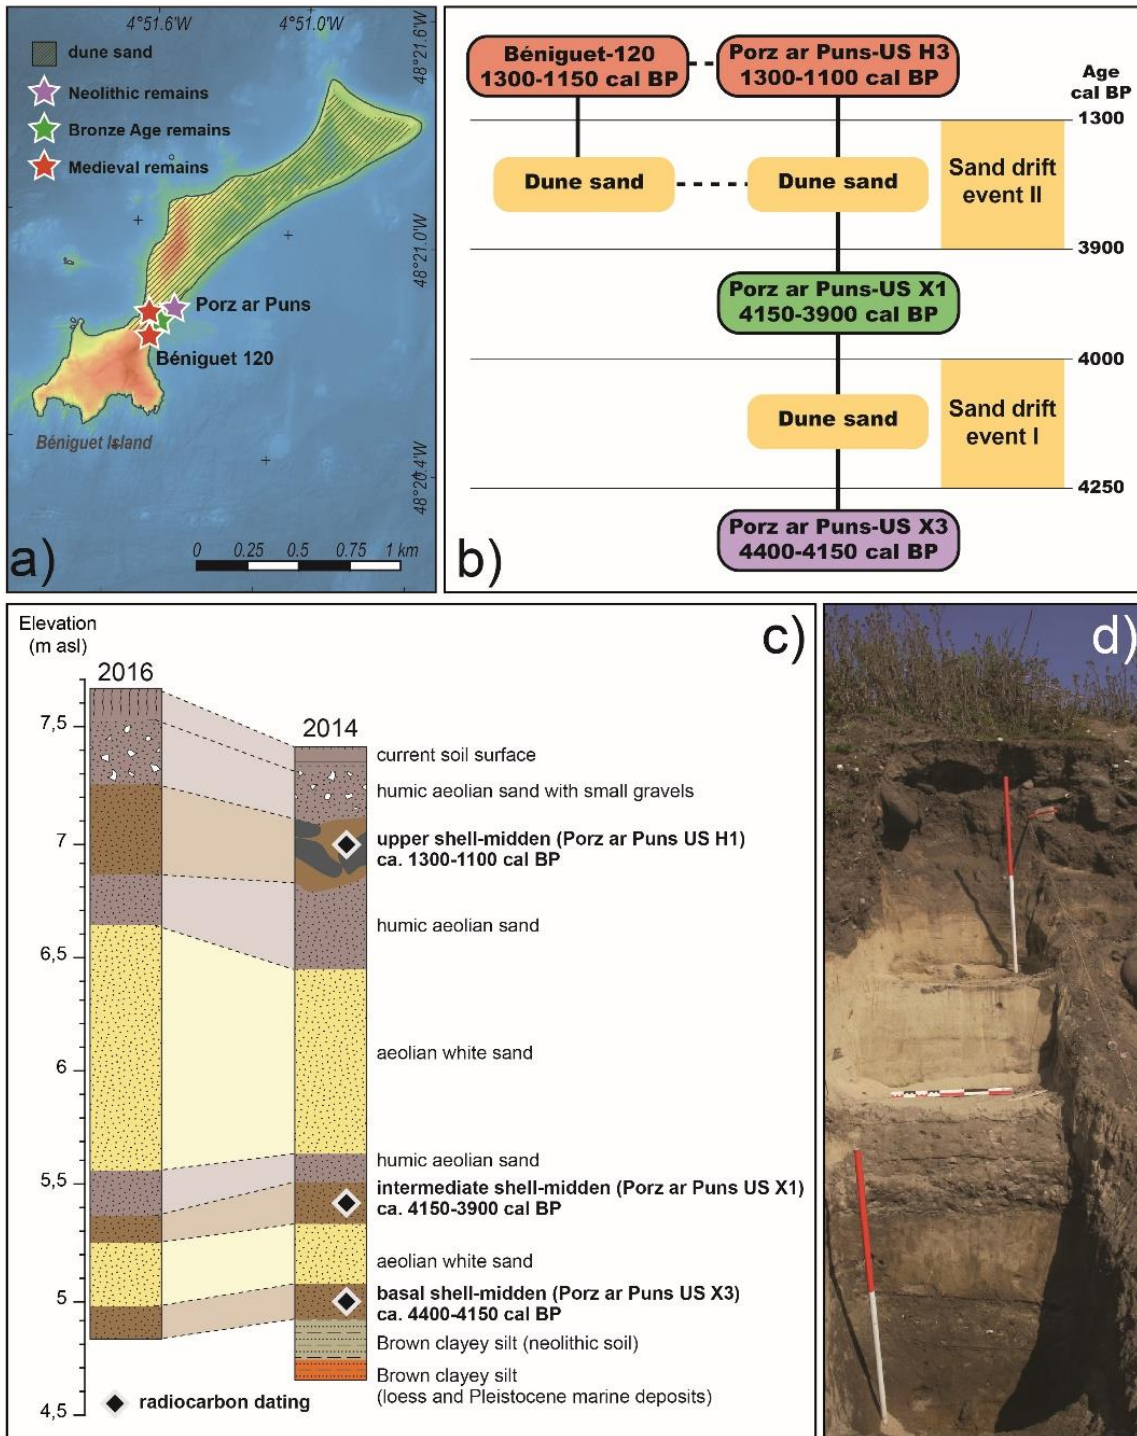 4°51.6'W
4°51.0'W
48°21.6'W
dune sand
Neolithic remains
Bronze Age remains
Medieval remains
48°21.0'W
Porz ar Puns
Béniguet 120
Béniguet Island
48°20.4'W
0 0.25 0.5 0.75 1 km
a)
Béniguet-120
1300-1150 cal BP
Porz ar Puns-US H3
1300-1100 cal BP
Age
cal BP
1300
Dune sand
Dune sand
Sand drift
event II
3900
Porz ar Puns-US X1
4150-3900 cal BP
4000
Dune sand
Sand drift
event I
4250
Porz ar Puns-US X3
4400-4150 cal BP
b)
Elevation
(m asl)
c)
2016
2014
7,5
7
6,5
6
5,5
5
4,5
current soil surface
humic aeolian sand with small gravels
upper shell-midden (Porz ar Puns US H1)
ca. 1300-1100 cal BP
humic aeolian sand
aeolian white sand
humic aeolian sand
intermediate shell-midden (Porz ar Puns US X1)
ca. 4150-3900 cal BP
aeolian white sand
basal shell-midden (Porz ar Puns US X3)
ca. 4400-4150 cal BP
Brown clayey silt (neolithic soil)
Brown clayey silt
(loess and Pleistocene marine deposits)
radiocarbon dating
d)